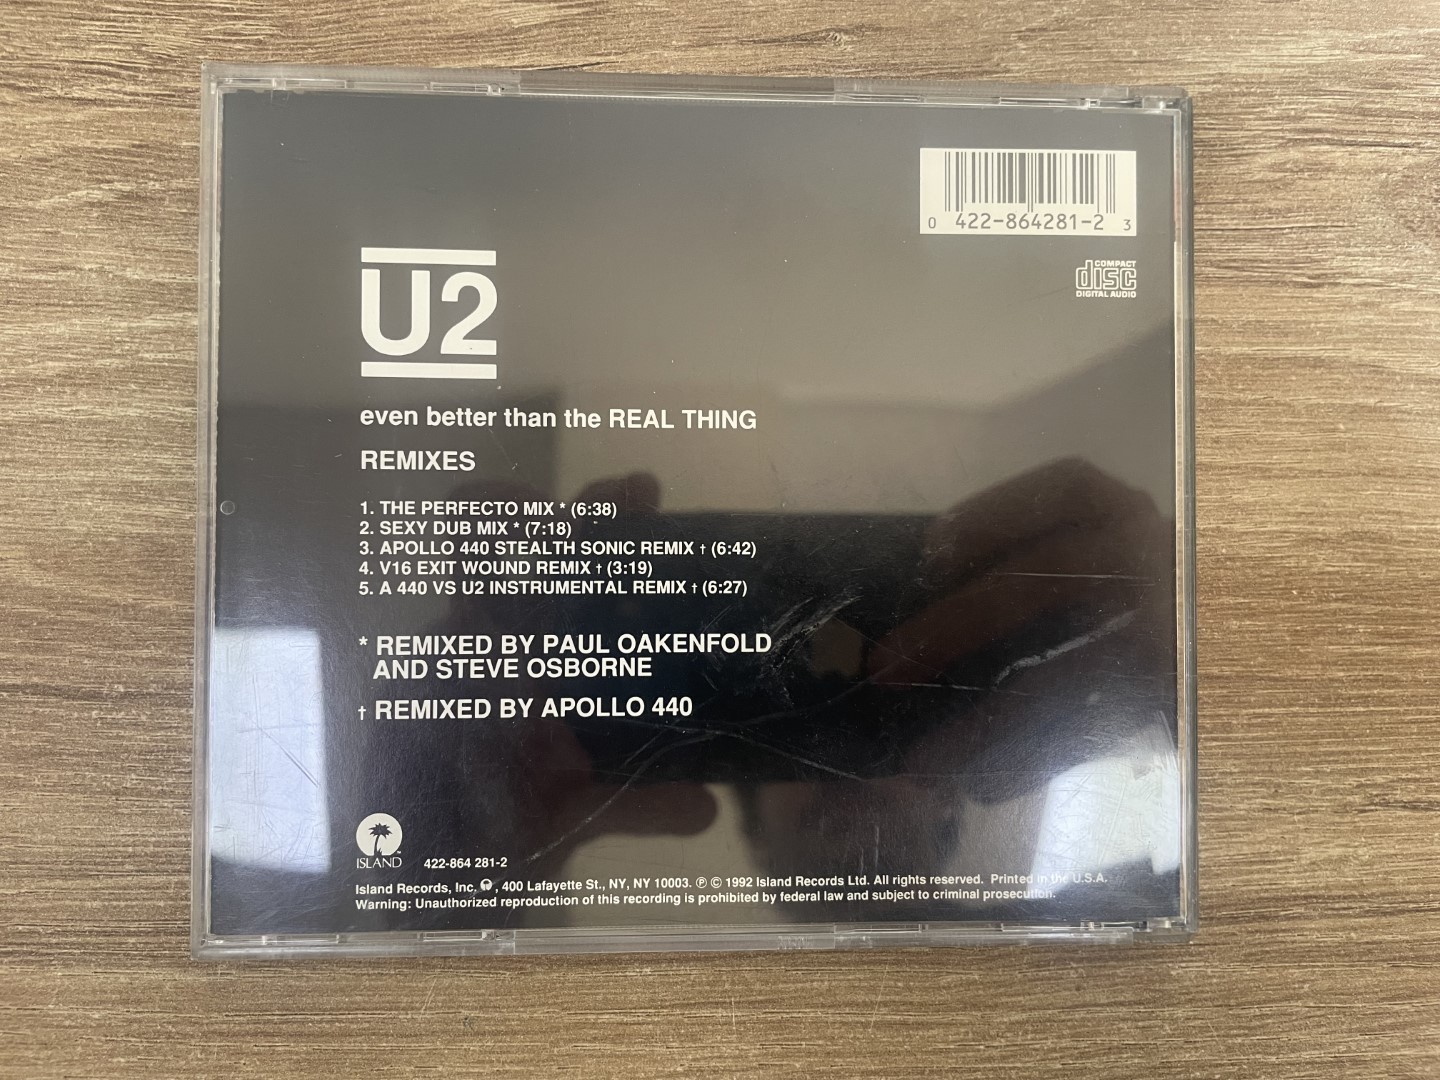 0 422-864281-2 3
COMPACT
disc
DIGITAL AUDIO
U2
even better than the REAL THING
REMIXES
1. THE PERFECTO MIX * (6:38)
2. SEXY DUB MIX * (7:18)
3. APOLLO 440 STEALTH SONIC REMIX † (6:42)
4. V16 EXIT WOUND REMIX † (3:19)
5. A 440 VS U2 INSTRUMENTAL REMIX † (6:27)
* REMIXED BY PAUL OAKENFOLD
AND STEVE OSBORNE
† REMIXED BY APOLLO 440
ISLAND™ 422-864 281-2
Island Records, Inc. , 400 Lafayette St., NY, NY 10003. ℗ © 1992 Island Records Ltd. All rights reserved. Printed in the U.S.A.
Warning: Unauthorized reproduction of this recording is prohibited by federal law and subject to criminal prosecution.